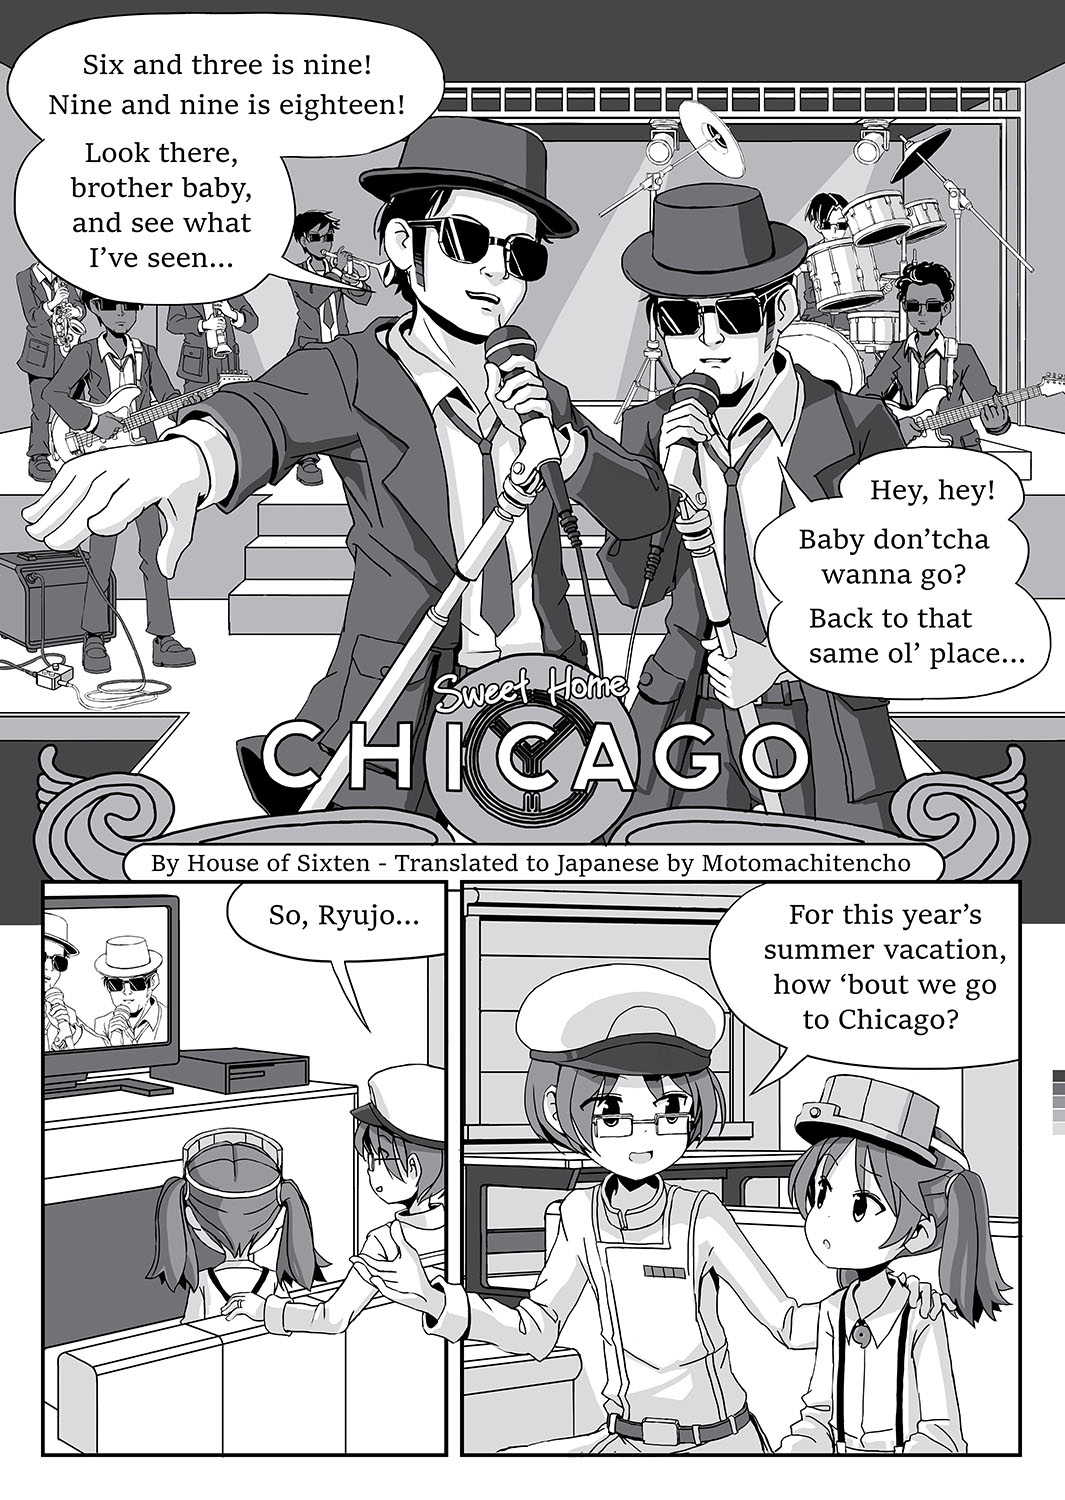 Six and three is nine!
Nine and nine is eighteen!
Look there,
brother baby,
and see what
I've seen...
Hey, hey!
Baby don'tcha
wanna go?
Back to that
same ol' place...
Sweet Home
CHICAGO
By House of Sixten - Translated to Japanese by Motomachitencho
So, Ryujo...
For this year's
summer vacation,
how 'bout we go
to Chicago?